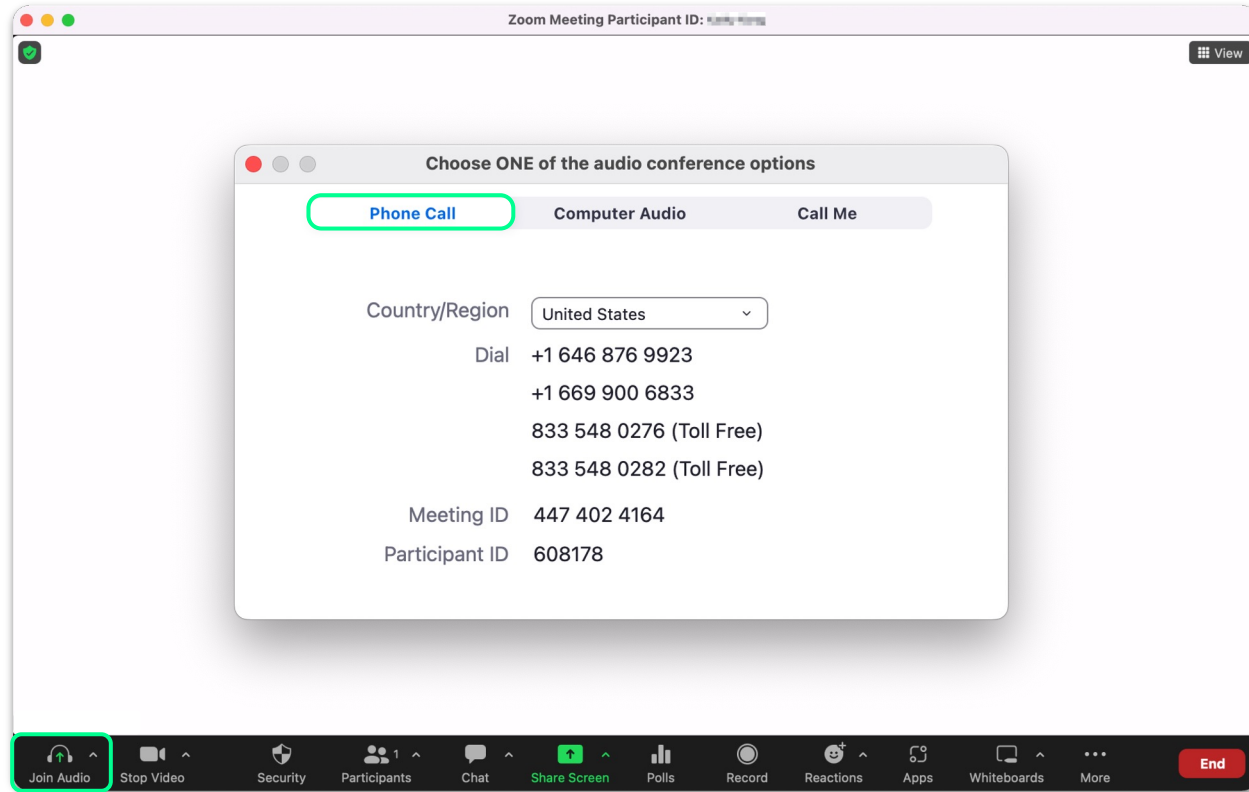 Zoom Meeting Participant ID:
View
Choose ONE of the audio conference options
Phone Call Computer Audio Call Me
Country/Region United States
Dial +1 646 876 9923
+1 669 900 6833
833 548 0276 (Toll Free)
833 548 0282 (Toll Free)
Meeting ID 447 402 4164
Participant ID 608178
1
Join Audio Stop Video Security Participants Chat Share Screen Polls Record Reactions Apps Whiteboards More End